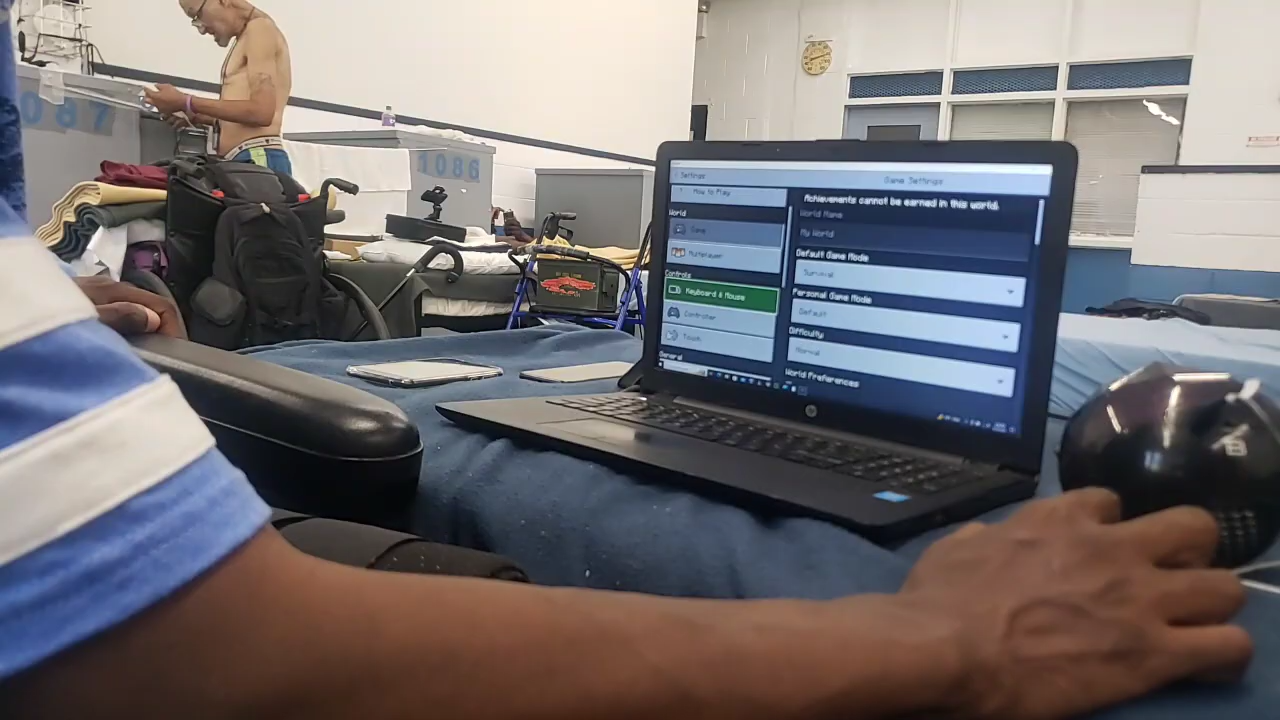 087
1086
Settings
Game Settings
How to Play
Achievements cannot be earned in this world.
World
World Name
Game
My World
Multiplayer
Default Game Mode
Controls
Survival
Keyboard & Mouse
Personal Game Mode
Controller
Default
Touch
Difficulty
General
Normal
World Preferences
hp